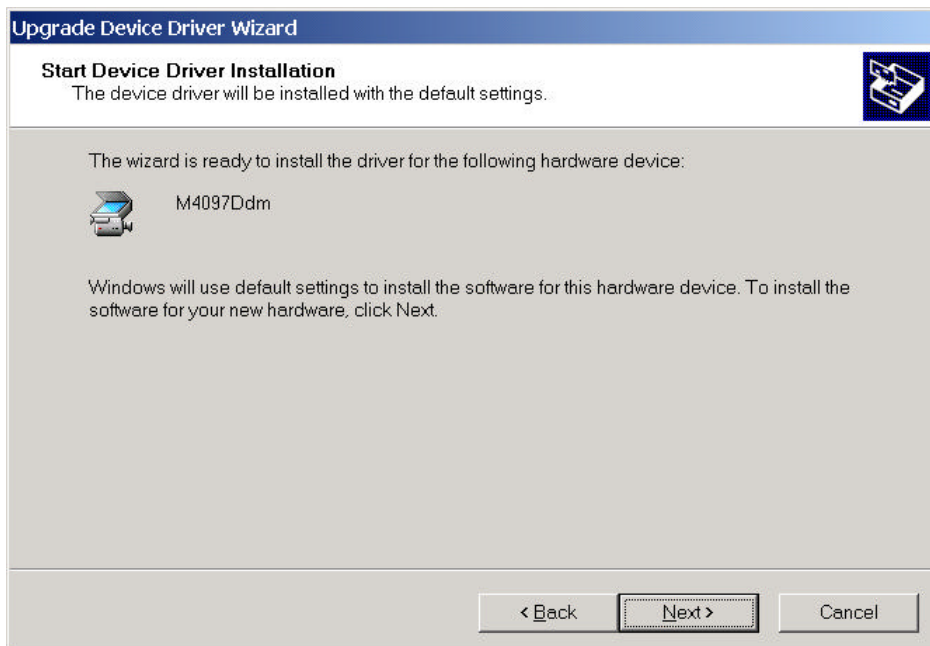 Upgrade Device Driver Wizard
Start Device Driver Installation
The device driver will be installed with the default settings.
The wizard is ready to install the driver for the following hardware device:
M4097Ddm
Windows will use default settings to install the software for this hardware device. To install the
software for your new hardware, click Next.
< Back Next > Cancel